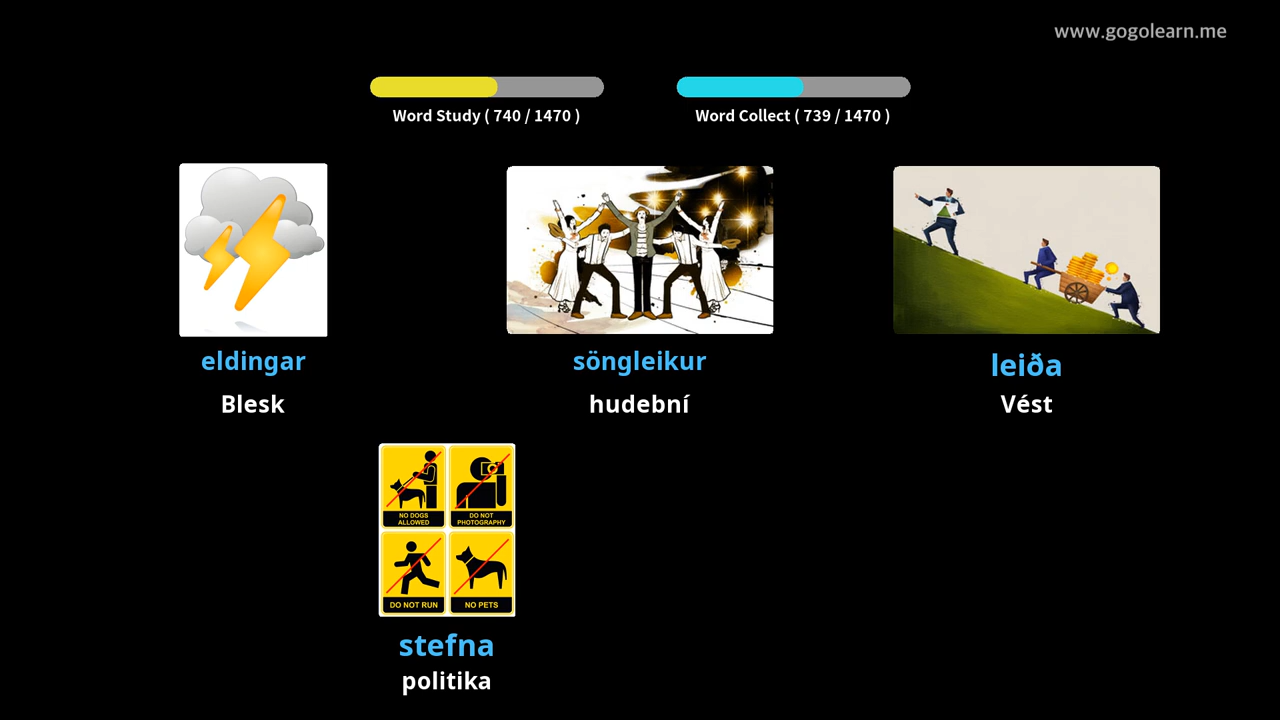 www.gogolearn.me
Word Study ( 740 / 1470 )
Word Collect ( 739 / 1470 )
eldingar
Blesk
söngleikur
hudební
leiða
Vést
NO DOGS
ALLOWED
DO NOT
PHOTOGRAPHY
DO NOT RUN
NO PETS
stefna
politika